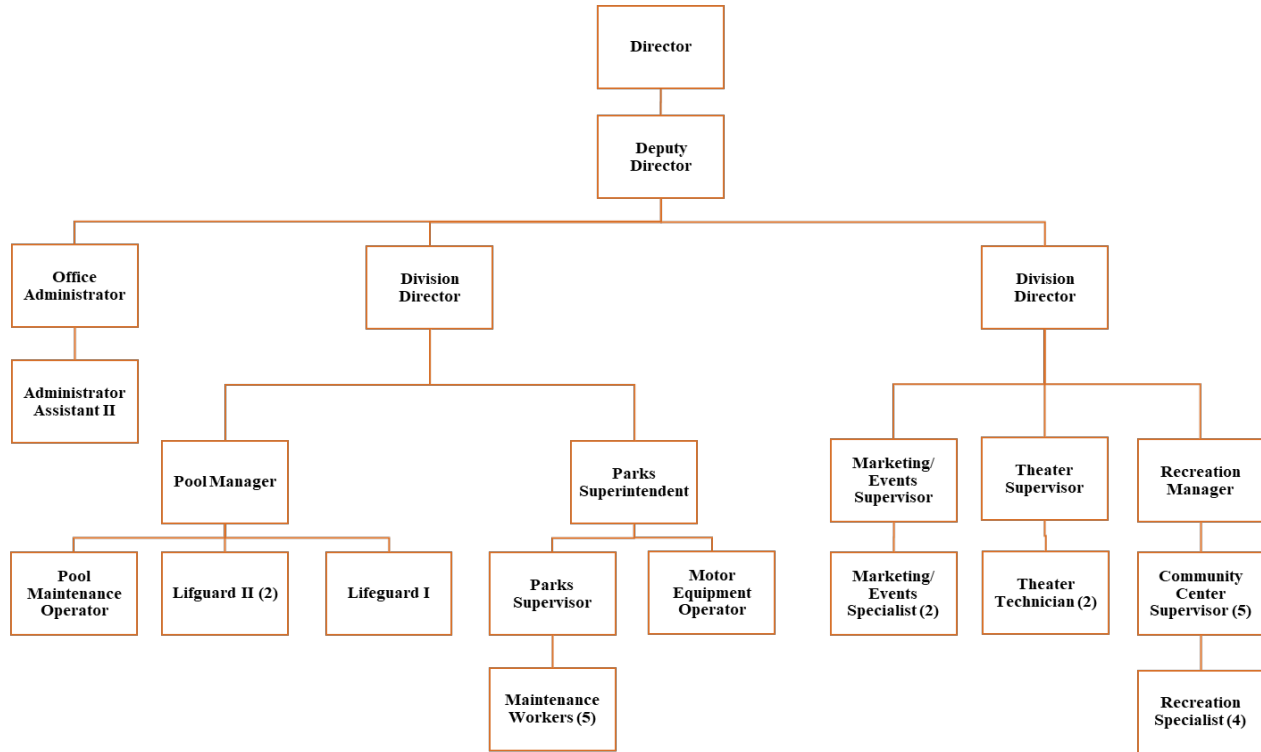 Director
Deputy
Director
Office
Administrator
Division
Director
Division
Director
Administrator
Assistant II
Pool Manager
Parks
Superintendent
Marketing/
Events
Supervisor
Theater
Supervisor
Recreation
Manager
Pool
Maintenance
Operator
Lifguard II (2)
Lifeguard I
Parks
Supervisor
Motor
Equipment
Operator
Marketing/
Events
Specialist (2)
Theater
Technician (2)
Community
Center
Supervisor (5)
Maintenance
Workers (5)
Recreation
Specialist (4)